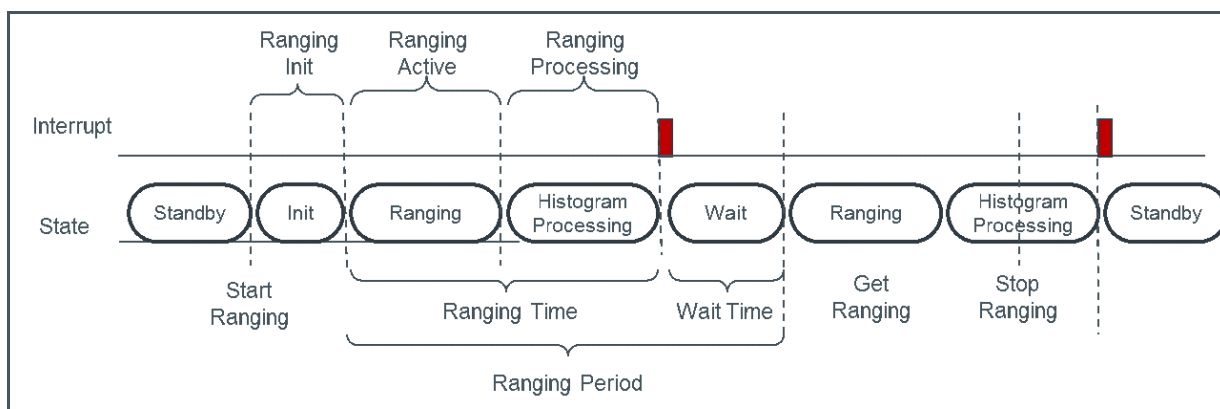 Ranging
Init
Ranging
Active
Ranging
Processing
Interrupt
State
Standby
Init
Ranging
Histogram
Processing
Wait
Ranging
Histogram
Processing
Standby
Start
Ranging
Ranging Time
Wait Time
Get
Ranging
Stop
Ranging
Ranging Period